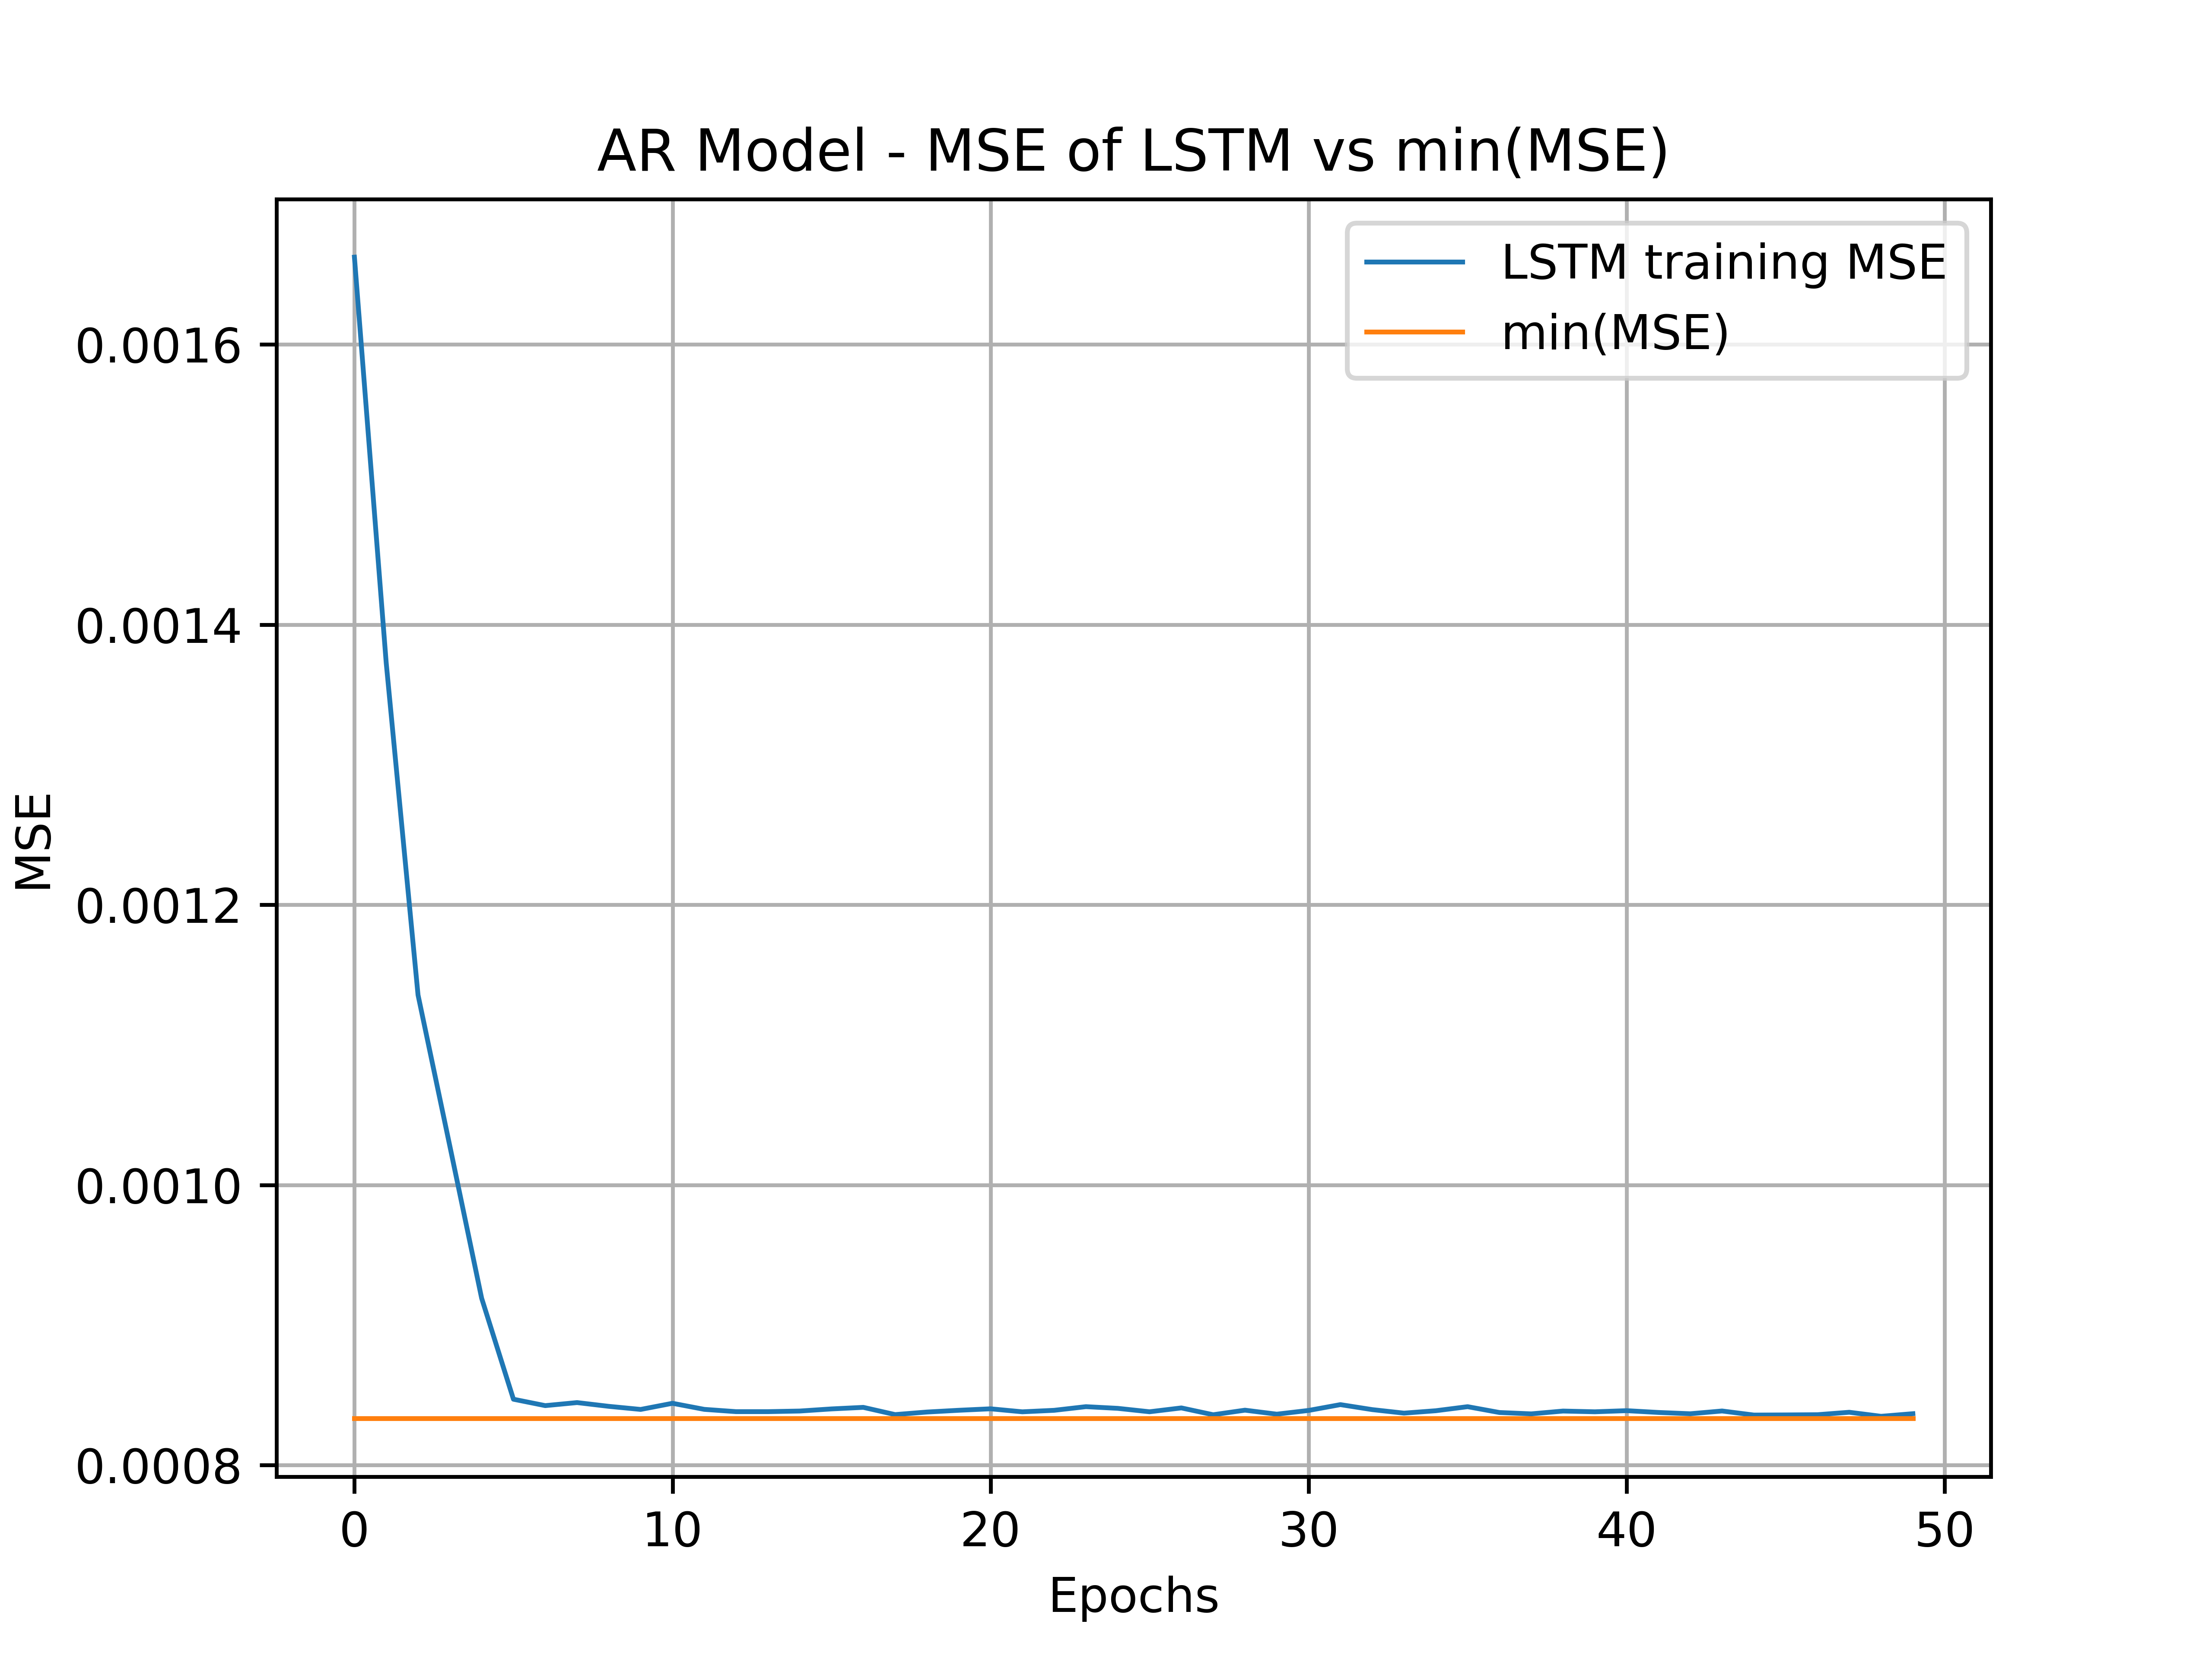 AR Model - MSE of LSTM vs min(MSE)
LSTM training MSE
min(MSE)
0.0016
0.0014
0.0012
0.0010
0.0008
MSE
0 10 20 30 40 50
Epochs